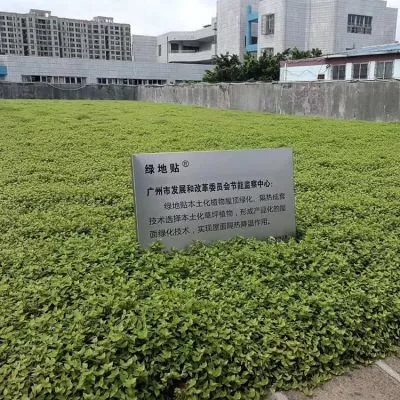 绿地贴®
广州市发展和改革委员会节能监察中心:
绿地贴本土化植物屋顶绿化、隔热成套
技术选择本土化草坪植物,形成产业化的屋
面绿化技术,实现屋面隔热降温作用。